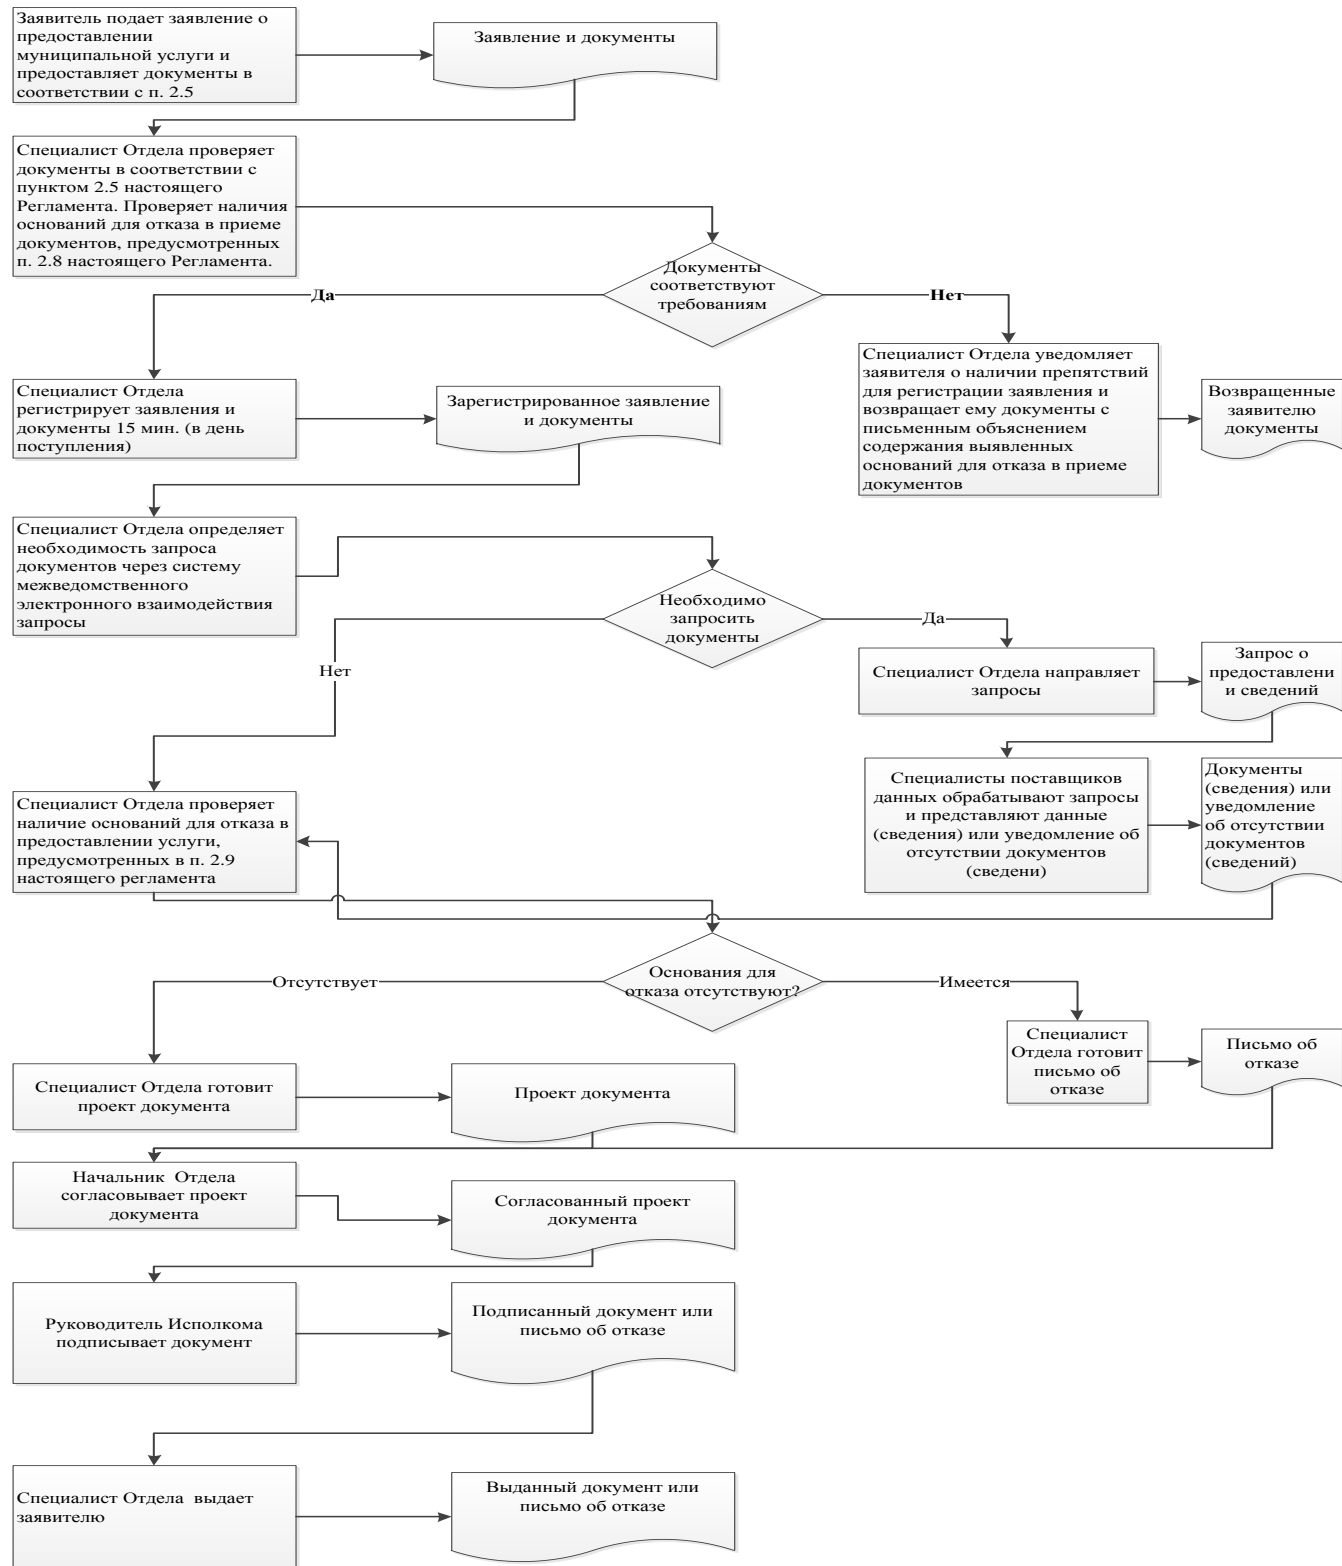 Заявитель подает заявление о
предоставлении
муниципальной услуги и
предоставляет документы в
соответствии с п. 2.5
Заявление и документы
Специалист Отдела проверяет
документы в соответствии с
пунктом 2.5 настоящего
Регламента. Проверяет наличия
оснований для отказа в приеме
документов, предусмотренных
п. 2.8 настоящего Регламента.
Документы
соответствуют
требованиям
Да
Нет
Специалист Отдела
регистрирует заявления и
документы 15 мин. (в день
поступления)
Зарегистрированное заявление
и документы
Специалист Отдела уведомляет
заявителя о наличии препятствий
для регистрации заявления и
возвращает ему документы с
письменным объяснением
содержания выявленных
оснований для отказа в приеме
документов
Возвращенные
заявителю
документы
Специалист Отдела определяет
необходимость запроса
документов через систему
межведомственного
электронного взаимодействия
запросы
Необходимо
запросить
документы
Да
Нет
Специалист Отдела направляет
запросы
Запрос о
предоставлени
и сведений
Специалисты поставщиков
данных обрабатывают запросы
и представляют данные
(сведения) или уведомление об
отсутствии документов
(сведени)
Документы
(сведения) или
уведомление
об отсутствии
документов
(сведений)
Специалист Отдела проверяет
наличие оснований для отказа в
предоставлении услуги,
предусмотренных в п. 2.9
настоящего регламента
Основания для
отказа отсутствуют?
Отсутствует
Имеется
Специалист
Отдела готовит
письмо об
отказе
Письмо об
отказе
Специалист Отдела готовит
проект документа
Проект документа
Начальник  Отдела
согласовывает проект
документа
Согласованный проект
документа
Руководитель Исполкома
подписывает документ
Подписанный документ или
письмо об отказе
Специалист Отдела  выдает
заявителю
Выданный документ или
письмо об отказе